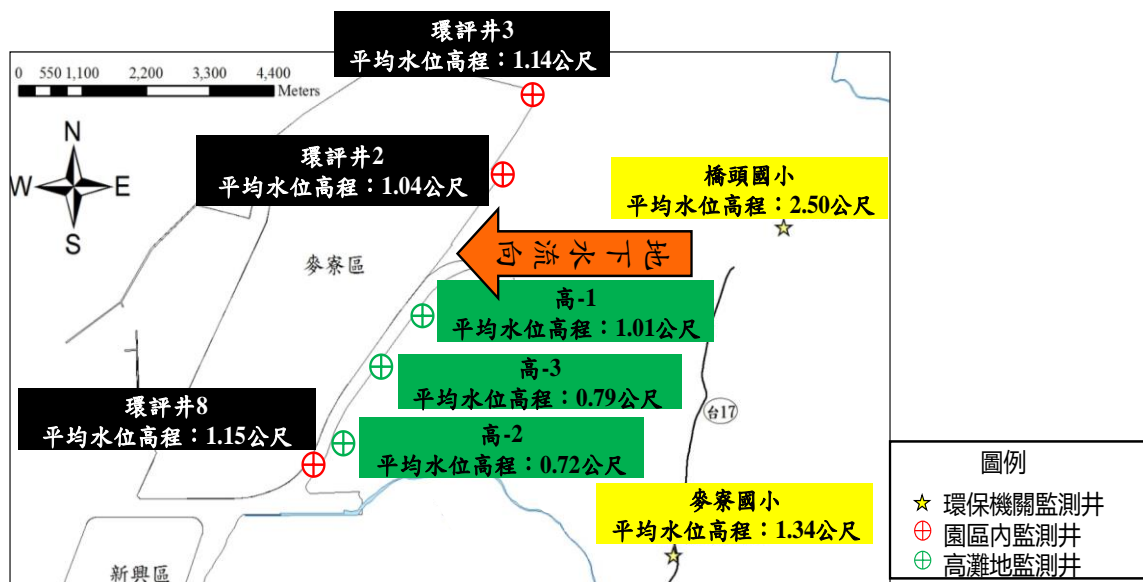 環評井3
平均水位高程：1.14公尺
0 550 1,100 2,200 3,300 4,400
Meters
N
W E
S
環評井2
平均水位高程：1.04公尺
橋頭國小
平均水位高程：2.50公尺
地下水流向
麥寮區
高-1
平均水位高程：1.01公尺
高-3
平均水位高程：0.79公尺
環評井8
平均水位高程：1.15公尺
台17
高-2
平均水位高程：0.72公尺
麥寮國小
平均水位高程：1.34公尺
新興區
圖例
環保機關監測井
園區內監測井
高灘地監測井